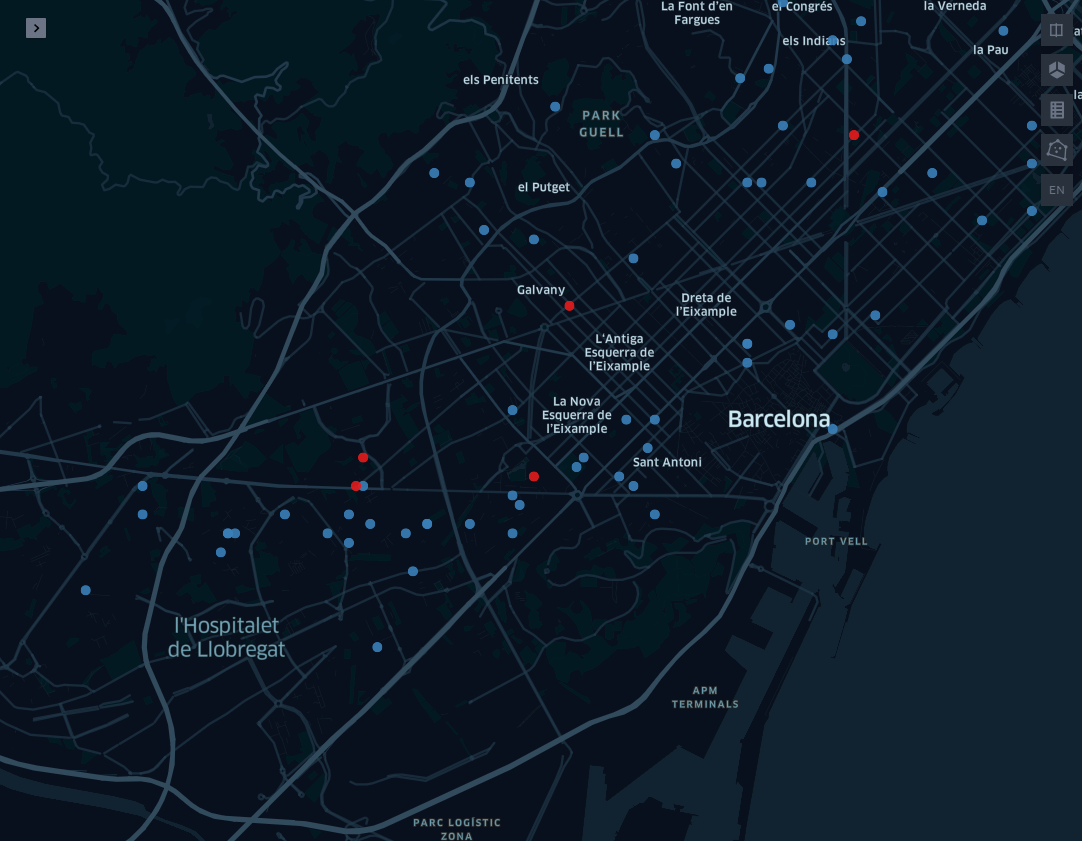 La Font d'en
Fargues
el Congrés
la Verneda
els Indians
la Pau
els Penitents
PARK
GUELL
el Putget
EN
Galvany
Dreta de
l'Eixample
L'Antiga
Esquerra de
l'Eixample
La Nova
Esquerra de
l'Eixample
Barcelona
Sant Antoni
PORT VELL
l'Hospitalet
de Llobregat
APM
TERMINALS
PARC LOGÍSTIC
ZONA